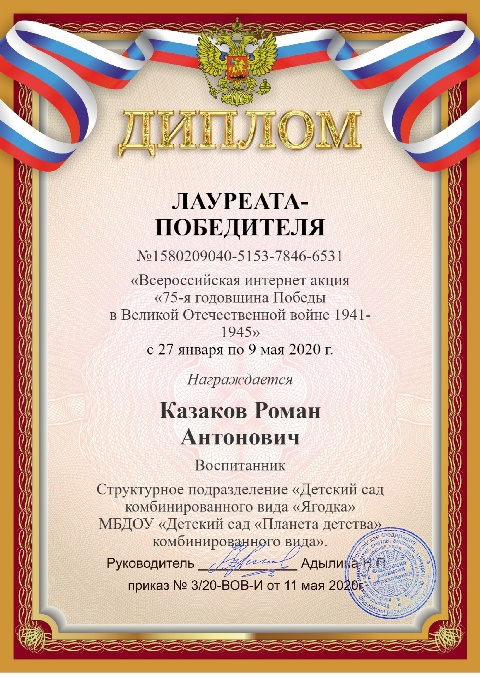 ДИПЛОМ
ЛАУРЕАТА-
ПОБЕДИТЕЛЯ
№1580209040-5153-7846-6531
«Всероссийская интернет акция
«75-я годовщина Победы
в Великой Отечественной войне 1941-
1945»
с 27 января по 9 мая 2020 г.
Награждается
Казаков Роман
Антонович
Воспитанник
Структурное подразделение «Детский сад
комбинированного вида «Ягодка»
МБДОУ «Детский сад «Планета детства»
комбинированного вида».
Руководитель Адылина
приказ № 3/20-ВОВ-И от 11 мая 2020г.